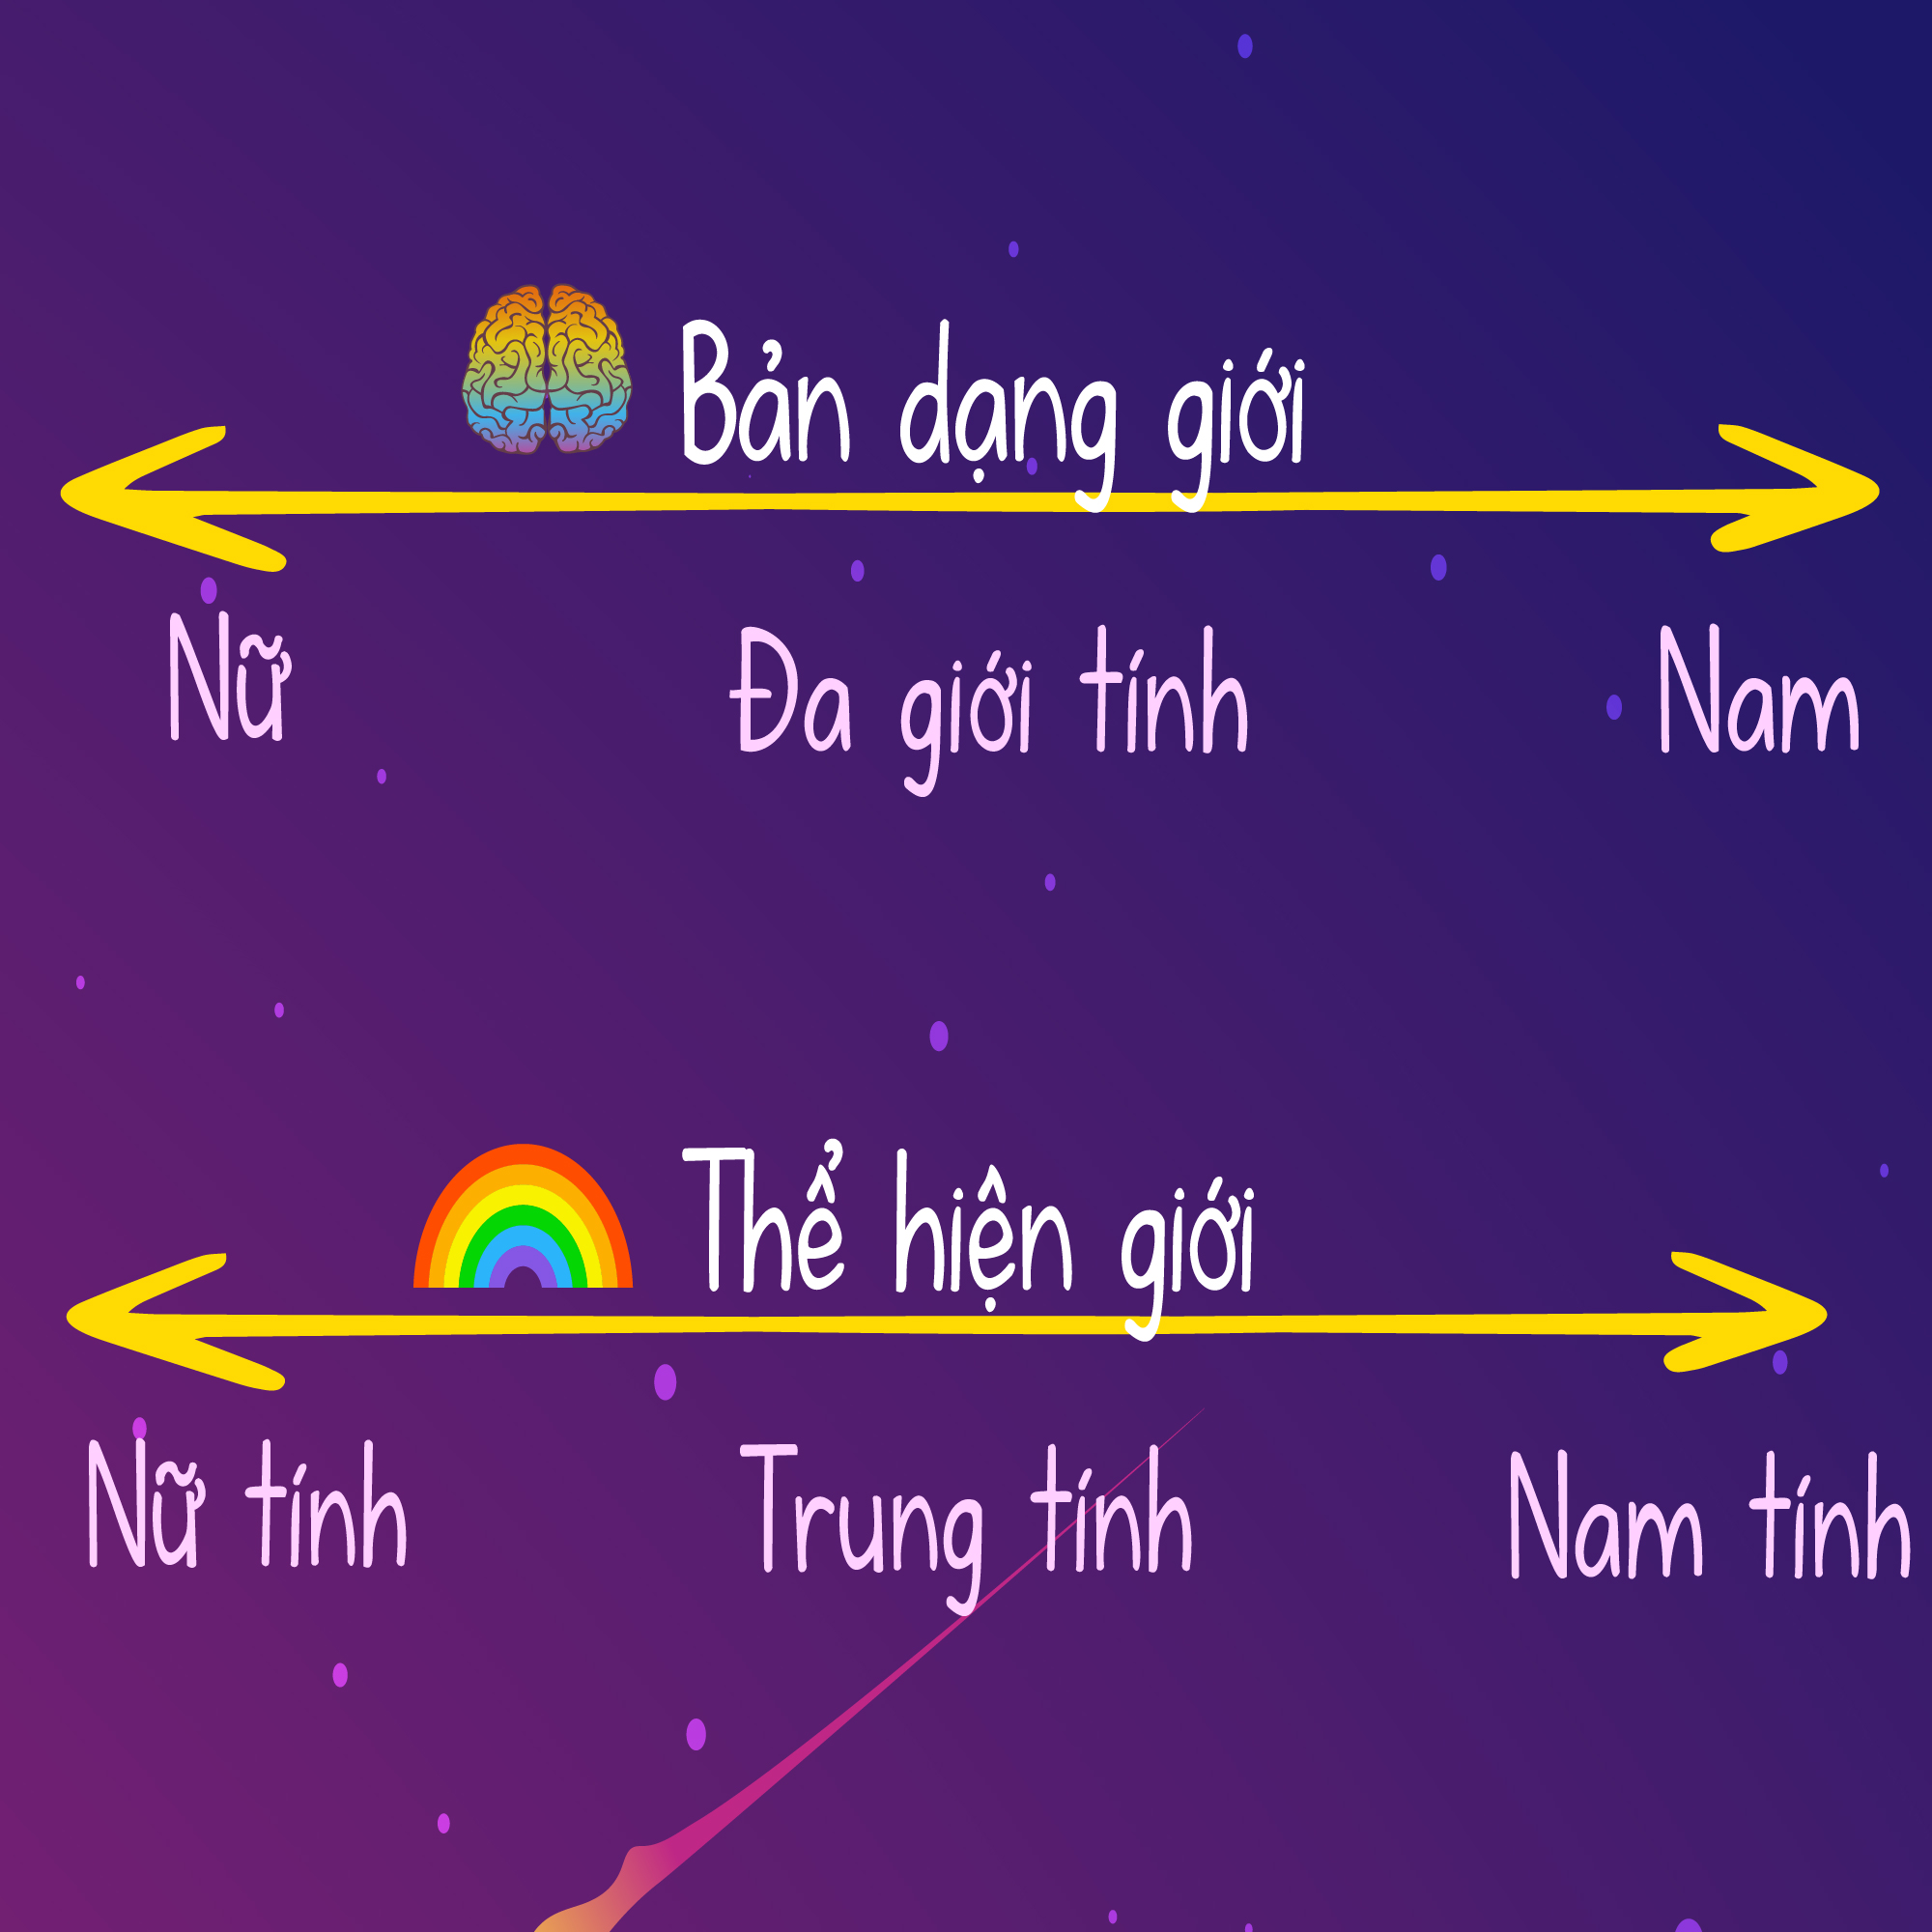 Bản dạng giới
Nữ Đa giới tính Nam
Thể hiện giới
Nữ tính Trung tính Nam tính